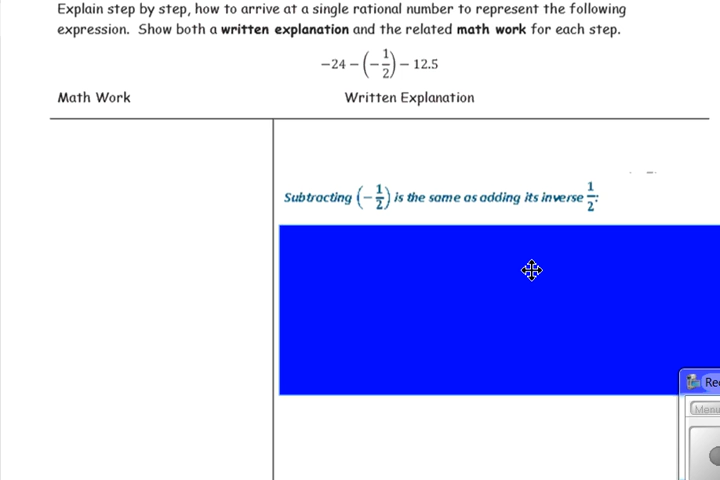 Explain step by step, how to arrive at a single rational number to represent the following
expression. Show both a written explanation and the related math work for each step.
−24 − (−1/2) − 12.5
Math Work Written Explanation
Subtracting (−1/2) is the same as adding its inverse 1/2.
Menu